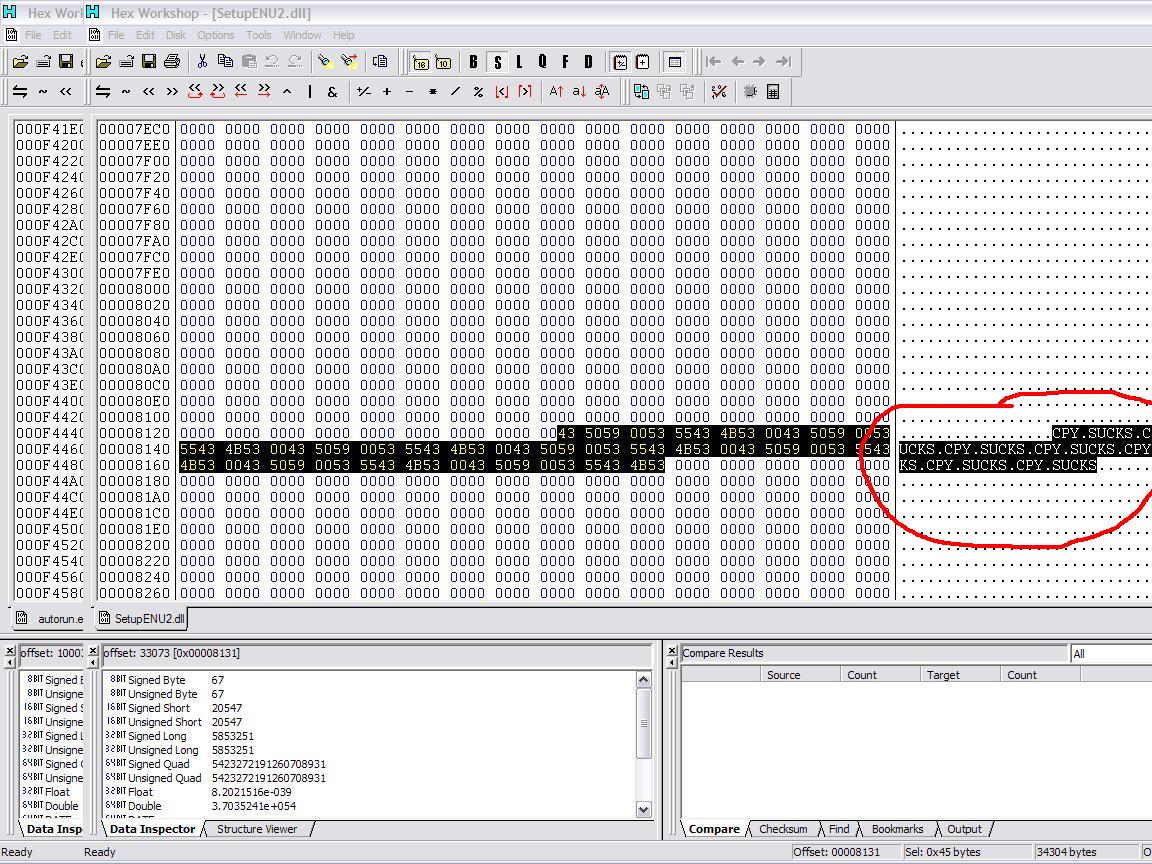 Hex Work Hex Workshop - [SetupENU2.dll]
File Edit File Edit Disk Options Tools Window Help
B S L Q F D
000F41E0 00007EC0 0000 0000 0000 0000 0000 0000 0000 0000 0000 0000 0000 0000 0000 0000 0000 0000
000F4200 00007EE0 0000 0000 0000 0000 0000 0000 0000 0000 0000 0000 0000 0000 0000 0000 0000 0000
000F4220 00007F00 0000 0000 0000 0000 0000 0000 0000 0000 0000 0000 0000 0000 0000 0000 0000 0000
000F4240 00007F20 0000 0000 0000 0000 0000 0000 0000 0000 0000 0000 0000 0000 0000 0000 0000 0000
000F4260 00007F40 0000 0000 0000 0000 0000 0000 0000 0000 0000 0000 0000 0000 0000 0000 0000 0000
000F4280 00007F60 0000 0000 0000 0000 0000 0000 0000 0000 0000 0000 0000 0000 0000 0000 0000 0000
000F42A0 00007F80 0000 0000 0000 0000 0000 0000 0000 0000 0000 0000 0000 0000 0000 0000 0000 0000
000F42C0 00007FA0 0000 0000 0000 0000 0000 0000 0000 0000 0000 0000 0000 0000 0000 0000 0000 0000
000F42E0 00007FC0 0000 0000 0000 0000 0000 0000 0000 0000 0000 0000 0000 0000 0000 0000 0000 0000
000F4300 00007FE0 0000 0000 0000 0000 0000 0000 0000 0000 0000 0000 0000 0000 0000 0000 0000 0000
000F4320 00008000 0000 0000 0000 0000 0000 0000 0000 0000 0000 0000 0000 0000 0000 0000 0000 0000
000F4340 00008020 0000 0000 0000 0000 0000 0000 0000 0000 0000 0000 0000 0000 0000 0000 0000 0000
000F4360 00008040 0000 0000 0000 0000 0000 0000 0000 0000 0000 0000 0000 0000 0000 0000 0000 0000
000F4380 00008060 0000 0000 0000 0000 0000 0000 0000 0000 0000 0000 0000 0000 0000 0000 0000 0000
000F43A0 00008080 0000 0000 0000 0000 0000 0000 0000 0000 0000 0000 0000 0000 0000 0000 0000 0000
000F43C0 000080A0 0000 0000 0000 0000 0000 0000 0000 0000 0000 0000 0000 0000 0000 0000 0000 0000
000F43E0 000080C0 0000 0000 0000 0000 0000 0000 0000 0000 0000 0000 0000 0000 0000 0000 0000 0000
000F4400 000080E0 0000 0000 0000 0000 0000 0000 0000 0000 0000 0000 0000 0000 0000 0000 0000 0000
000F4420 00008100 0000 0000 0000 0000 0000 0000 0000 0000 0000 0000 0000 0000 0000 0000 0000 0000
000F4440 00008120 0000 0000 0000 0000 0000 0000 0000 0000 0043 5059 0053 5543 4B53 0043 5059 0053 .................CPY.SUCKS.C
000F4460 00008140 5543 4B53 0043 5059 0053 5543 4B53 0043 5059 0053 5543 4B53 0043 5059 0053 5543 UCKS.CPY.SUCKS.CPY.SUCKS.CPY
000F4480 00008160 4B53 0043 5059 0053 5543 4B53 0043 5059 0053 5543 4B53 0000 0000 0000 0000 0000 KS.CPY.SUCKS.CPY.SUCKS
000F44A0 00008180 0000 0000 0000 0000 0000 0000 0000 0000 0000 0000 0000 0000 0000 0000 0000 0000
000F44C0 000081A0 0000 0000 0000 0000 0000 0000 0000 0000 0000 0000 0000 0000 0000 0000 0000 0000
000F44E0 000081C0 0000 0000 0000 0000 0000 0000 0000 0000 0000 0000 0000 0000 0000 0000 0000 0000
000F4500 000081E0 0000 0000 0000 0000 0000 0000 0000 0000 0000 0000 0000 0000 0000 0000 0000 0000
000F4520 00008200 0000 0000 0000 0000 0000 0000 0000 0000 0000 0000 0000 0000 0000 0000 0000 0000
000F4540 00008220 0000 0000 0000 0000 0000 0000 0000 0000 0000 0000 0000 0000 0000 0000 0000 0000
000F4560 00008240 0000 0000 0000 0000 0000 0000 0000 0000 0000 0000 0000 0000 0000 0000 0000 0000
000F4580 00008260 0000 0000 0000 0000 0000 0000 0000 0000 0000 0000 0000 0000 0000 0000 0000 0000
autorun.e SetupENU2.dll
offset: 1000 offset: 33073 [0x00008131] Compare Results All
Source Count Target Count
8BIT Signed B 8BIT Signed Byte 67
8BIT Unsigne 8BIT Unsigned Byte 67
16BIT Signed S 16BIT Signed Short 20547
16BIT Unsigne 16BIT Unsigned Short 20547
32BIT Signed L 32BIT Signed Long 5853251
32BIT Unsigne 32BIT Unsigned Long 5853251
64BIT Signed Q 64BIT Signed Quad 5423272191260708931
64BIT Unsigne 64BIT Unsigned Quad 5423272191260708931
32BIT Float 32BIT Float 8.2021516e-039
64BIT Double 64BIT Double 3.7035241e+054
Data Insp Data Inspector Structure Viewer Compare Checksum Find Bookmarks Output
Ready Ready Offset: 00008131 Sel: 0x45 bytes 34304 bytes